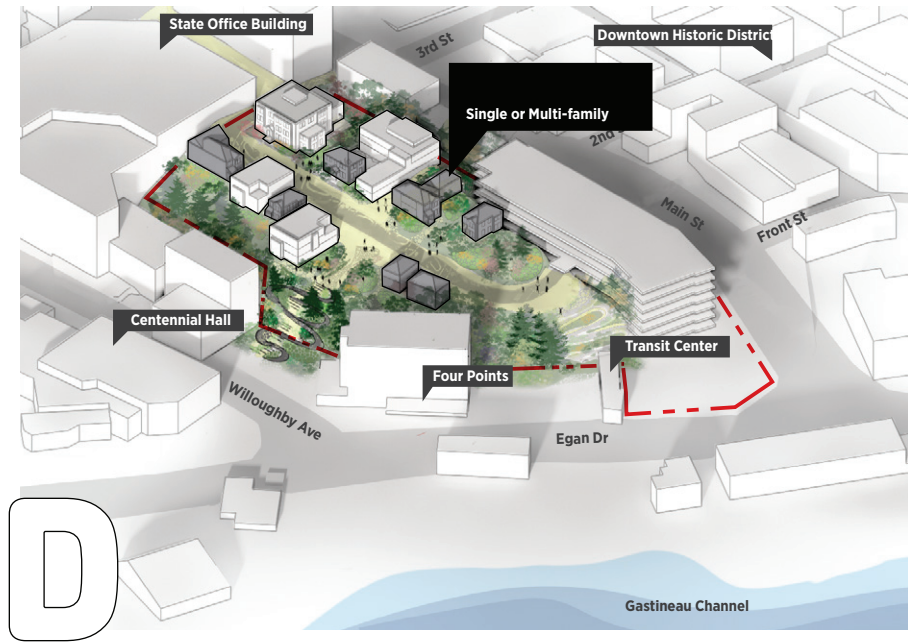 State Office Building
3rd St
Downtown Historic District
Single or Multi-family
2nd
Main St
Front St
Centennial Hall
Transit Center
Four Points
Willoughby Ave
Egan Dr
D
Gastineau Channel